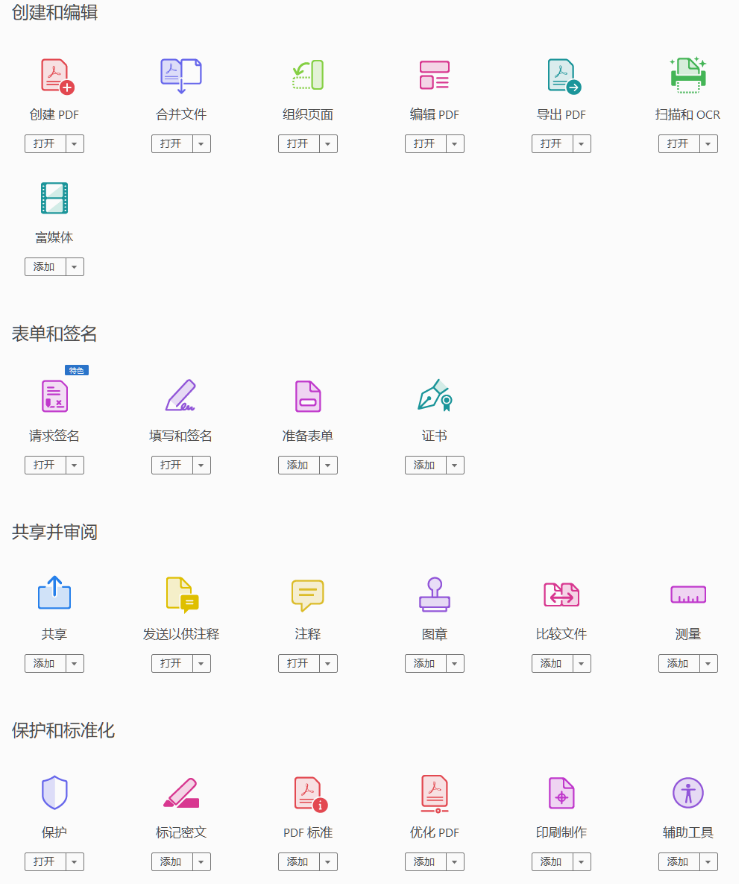 创建和编辑
创建 PDF 合并文件 组织页面 编辑 PDF 导出 PDF 扫描和 OCR
打开 打开 打开 打开 打开 打开
富媒体
添加
表单和签名
特色
请求签名 填写和签名 准备表单 证书
打开 打开 添加 添加
共享并审阅
共享 发送以供注释 注释 图章 比较文件 测量
添加 打开 打开 添加 添加 添加
保护和标准化
保护 标记密文 PDF 标准 优化 PDF 印刷制作 辅助工具
打开 添加 添加 添加 添加 添加